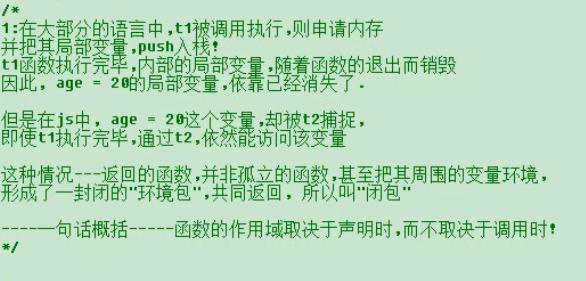 /*
1:在大部分的语言中,t1被调用执行,则申请内存
并把其局部变量,push入栈!
t1函数执行完毕,内部的局部变量,随着函数的退出而销毁
因此, age = 20的局部变量,依靠已经消失了.
但是在js中, age = 20这个变量,却被t2捕捉,
即使t1执行完毕,通过t2,依然能访问该变量
这种情况---返回的函数,并非孤立的函数,甚至把其周围的变量环境,
形成了一封闭的"环境包",共同返回, 所以叫"闭包"
-----一句话概括-----函数的作用域取决于声明时,而不取决于调用时!
*/